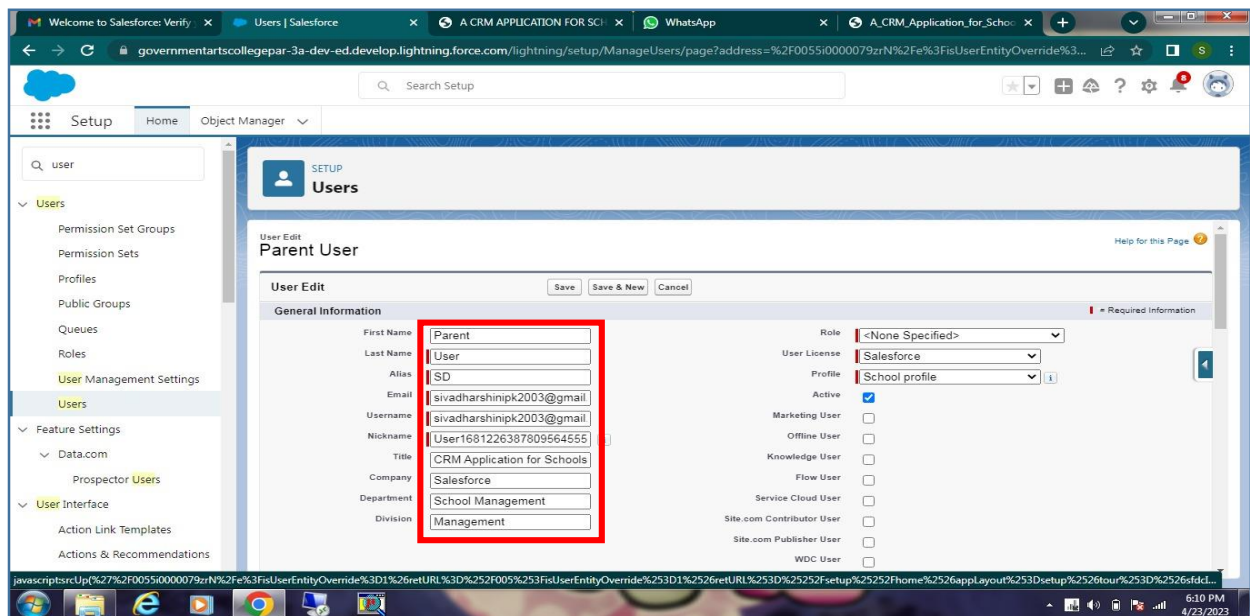 Welcome to Salesforce: Verify
Users | Salesforce
A CRM APPLICATION FOR SCH
WhatsApp
A_CRM_Application_for_Schoo
governmentartscollegepar-3a-dev-ed.develop.lightning.force.com/lightning/setup/ManageUsers/page?address=%2F0055i0000079zrN%2Fe%3FisUserEntityOverride%3...
S
Search Setup
8
Setup
Home
Object Manager
user
SETUP
Users
Users
Permission Set Groups
Permission Sets
Profiles
Public Groups
Queues
Roles
User Management Settings
Users
Feature Settings
Data.com
Prospector Users
User Interface
Action Link Templates
Actions & Recommendations
User Edit
Parent User
Help for this Page
User Edit
Save
Save & New
Cancel
General Information
= Required Information
First Name Parent
Last Name User
Alias SD
Email sivadharshinipk2003@gmail.
Username sivadharshinipk2003@gmail
Nickname User1681226387809564555
Title CRM Application for Schools
Company Salesforce
Department School Management
Division Management
Role <None Specified>
User License Salesforce
Profile School profile
Active
Marketing User
Offline User
Knowledge User
Flow User
Service Cloud User
Site.com Contributor User
Site.com Publisher User
WDC User
javascript:srcUp(%27%2F0055i0000079zrN%2Fe%3FisUserEntityOverride%3D1%26retURL%3D%252F005%253FisUserEntityOverride%253D1%2526retURL%253D%25252Fsetup%25252Fhome%2526appLayout%253Dsetup%2526tour%253D%2526sfdcI...
6:10 PM
4/23/2023